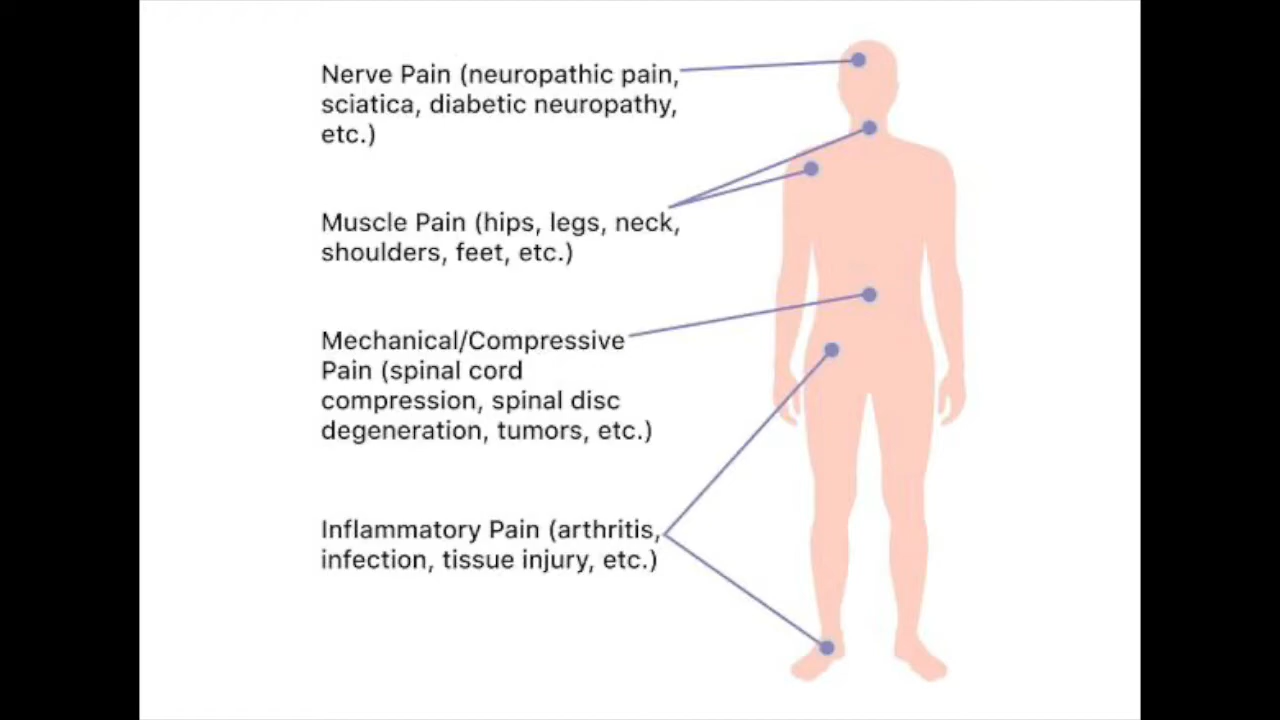 Nerve Pain (neuropathic pain,
sciatica, diabetic neuropathy,
etc.)
Muscle Pain (hips, legs, neck,
shoulders, feet, etc.)
Mechanical/Compressive
Pain (spinal cord
compression, spinal disc
degeneration, tumors, etc.)
Inflammatory Pain (arthritis,
infection, tissue injury, etc.)